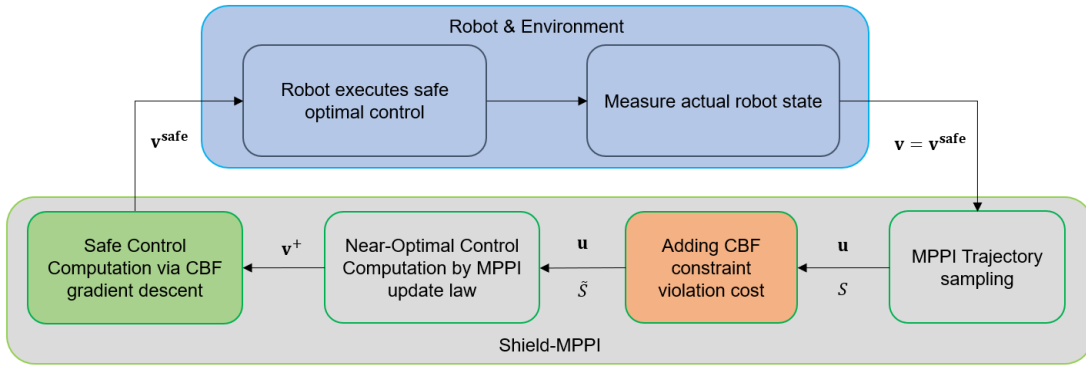 Robot & Environment
Robot executes safe
optimal control
Measure actual robot state
𝐯^𝐬𝐚𝐟𝐞
𝐯 = 𝐯^𝐬𝐚𝐟𝐞
Safe Control
Computation via CBF
gradient descent
𝐯⁺
Near-Optimal Control
Computation by MPPI
update law
𝐮
S̃
Adding CBF
constraint
violation cost
𝐮
S
MPPI Trajectory
sampling
Shield-MPPI